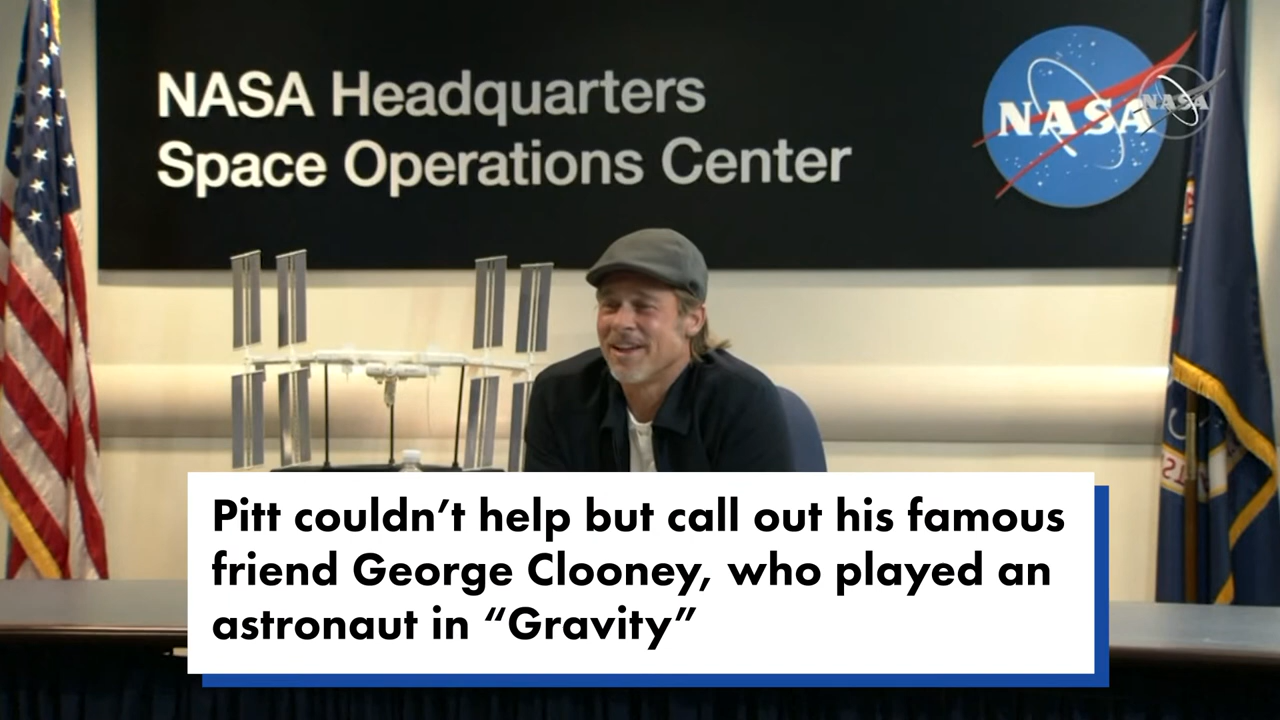 NASA Headquarters
Space Operations Center
NASA
NASA
Pitt couldn’t help but call out his famous
friend George Clooney, who played an
astronaut in “Gravity”